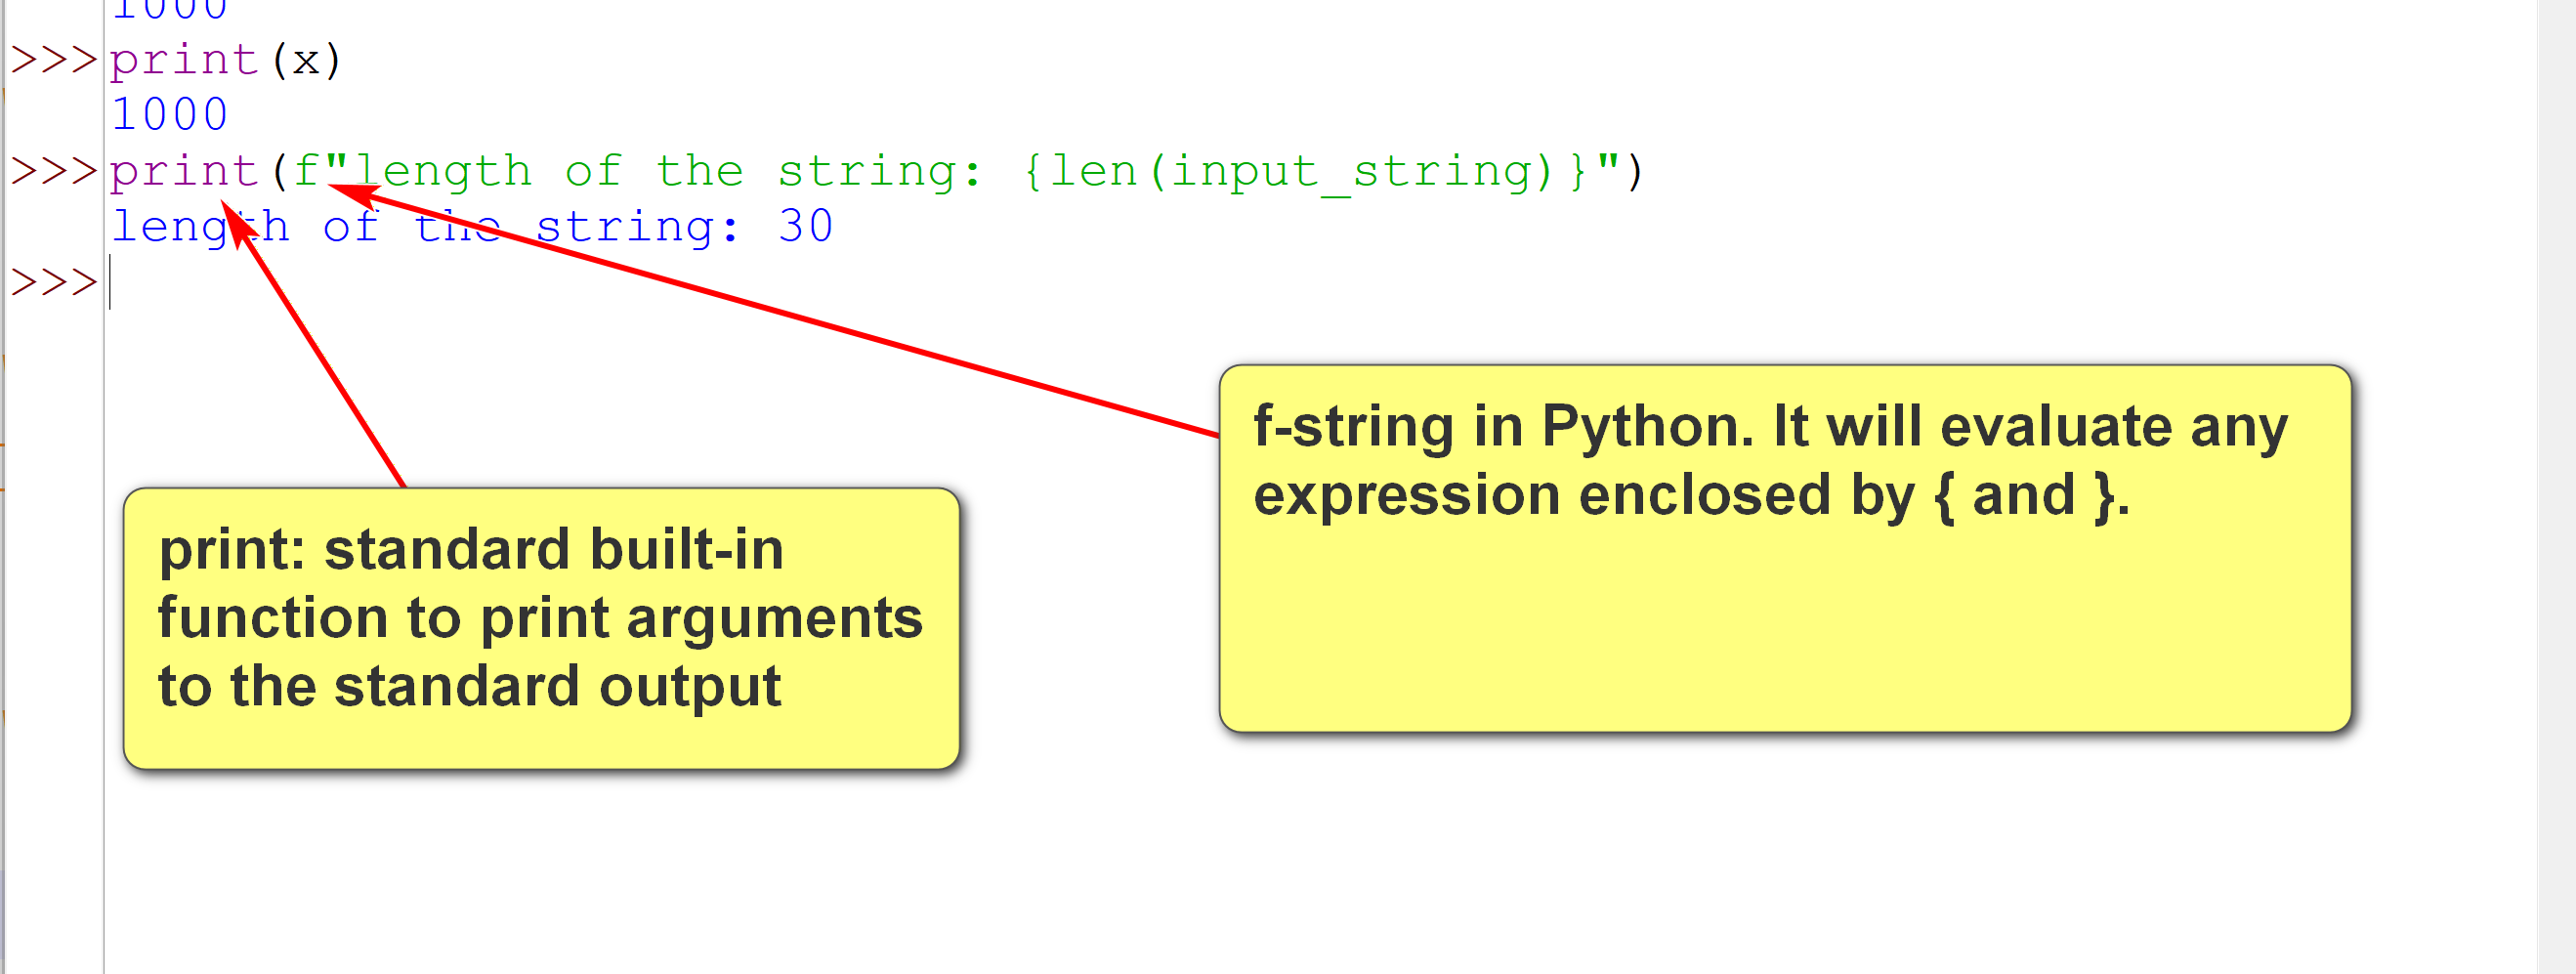 1000
>>> print(x)
1000
>>> print(f"length of the string: {len(input_string)}")
length of the string: 30
>>>
f-string in Python. It will evaluate any
expression enclosed by { and }.
print: standard built-in
function to print arguments
to the standard output